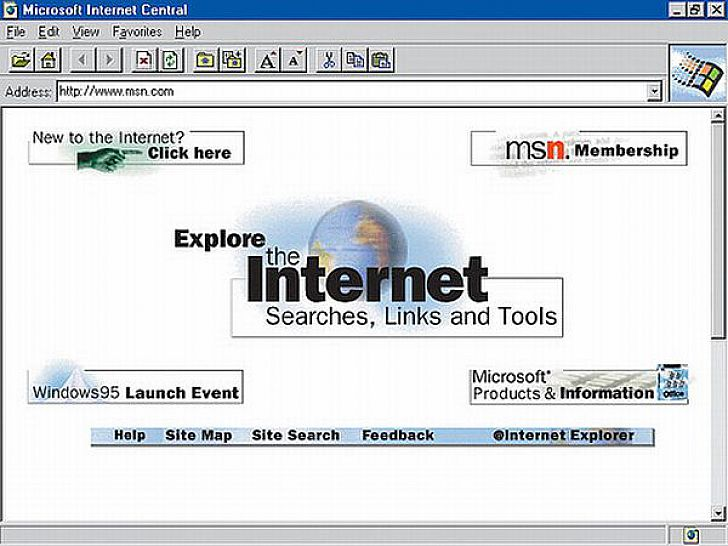 Microsoft Internet Central
File Edit View Favorites Help
A A
Address: http://www.msn.com
New to the Internet?
Click here
msn. Membership
Explore
the
Internet
Searches, Links and Tools
Windows95 Launch Event
Microsoft®
Products & Information
Office
Help Site Map Site Search Feedback @Internet Explorer